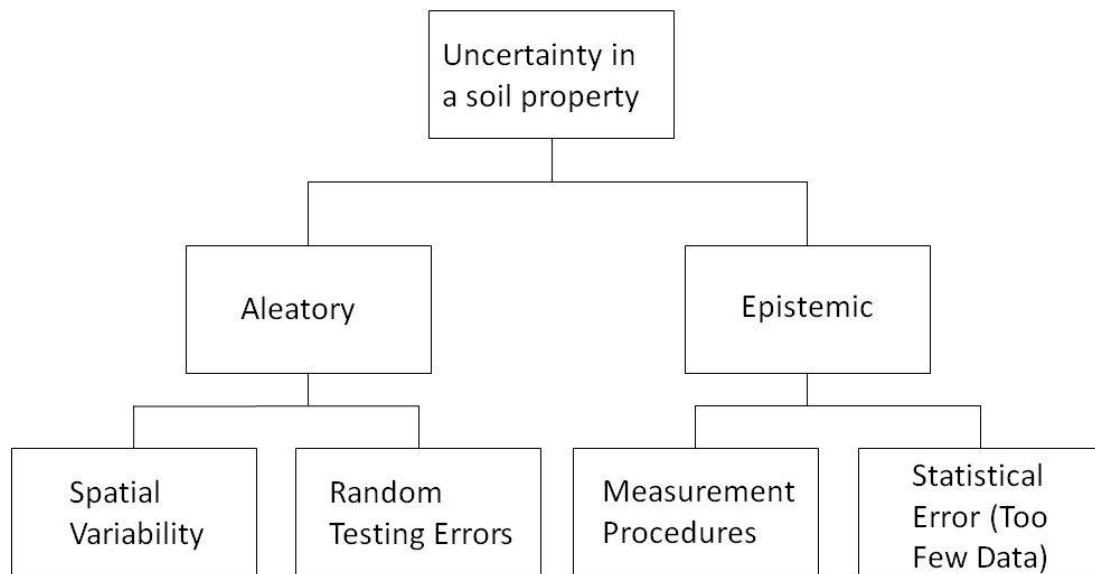 Uncertainty in
a soil property
Aleatory
Epistemic
Spatial
Variability
Random
Testing Errors
Measurement
Procedures
Statistical
Error (Too
Few Data)